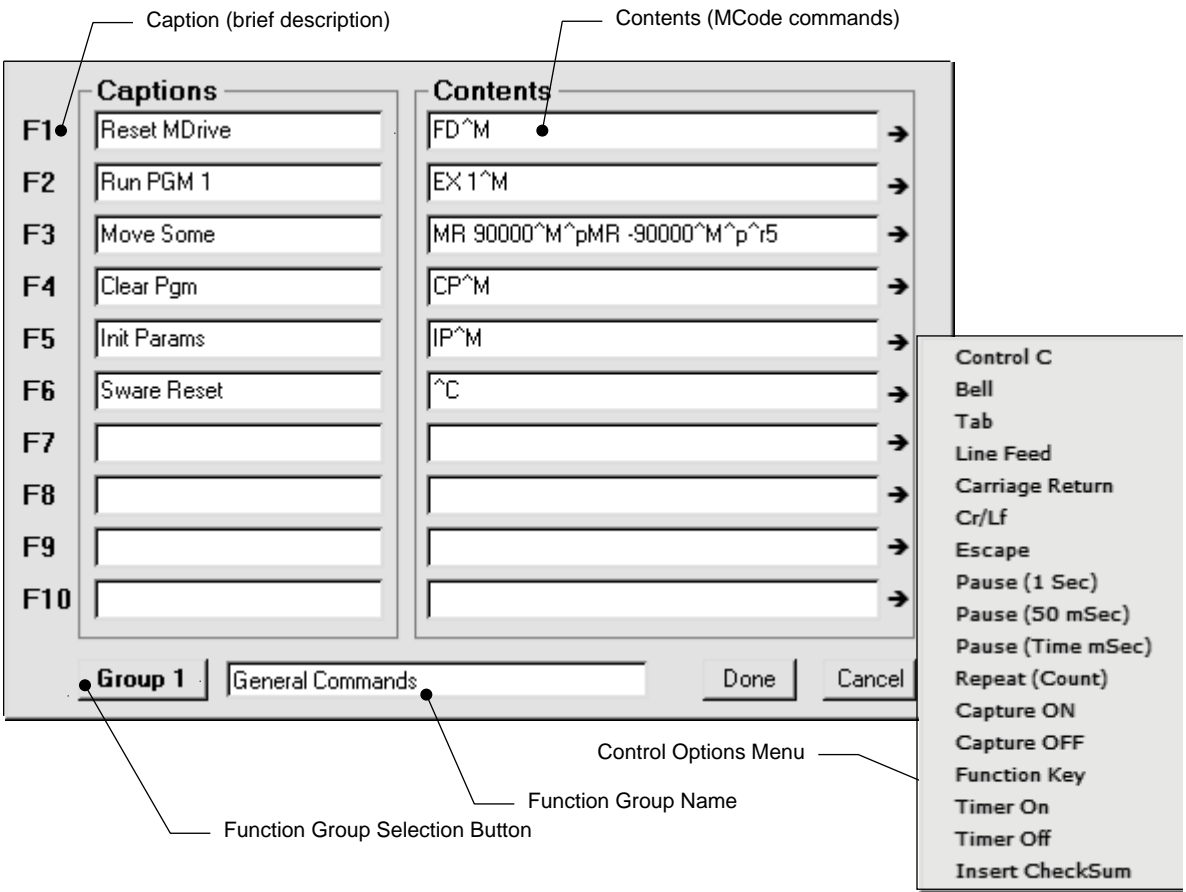 Caption (brief description)
Contents (MCode commands)
Captions
Contents
F1 Reset MDrive FD^M
F2 Run PGM 1 EX 1^M
F3 Move Some MR 90000^M^pMR -90000^M^p^r5
F4 Clear Pgm CP^M
F5 Init Params IP^M
F6 Sware Reset ^C
F7
F8
F9
F10
Group 1 General Commands Done Cancel
Control C
Bell
Tab
Line Feed
Carriage Return
Cr/Lf
Escape
Pause (1 Sec)
Pause (50 mSec)
Pause (Time mSec)
Repeat (Count)
Capture ON
Capture OFF
Function Key
Timer On
Timer Off
Insert CheckSum
Control Options Menu
Function Group Name
Function Group Selection Button